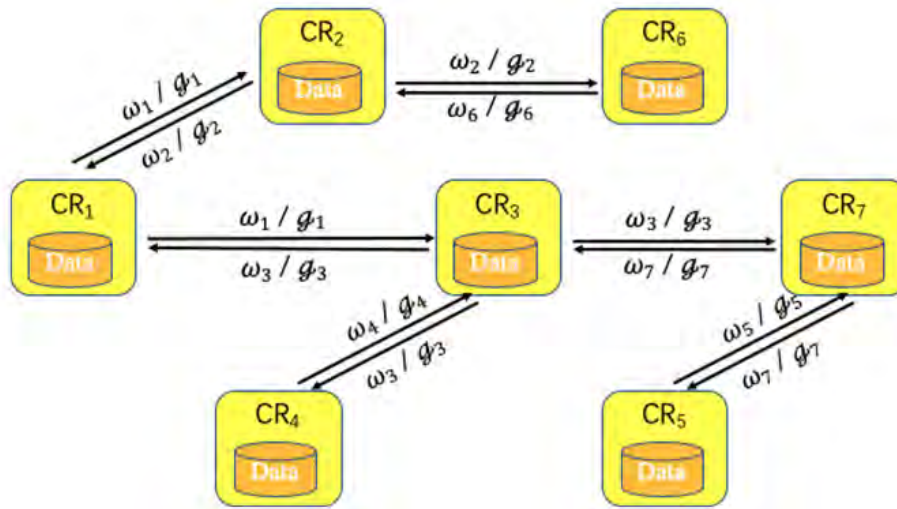 CR₂
Data
CR₆
Data
ω₁ / ℊ₁
ω₂ / ℊ₂
ω₂ / ℊ₂
ω₆ / ℊ₆
CR₁
Data
ω₁ / ℊ₁
ω₃ / ℊ₃
CR₃
Data
ω₃ / ℊ₃
ω₇ / ℊ₇
CR₇
Data
ω₄ / ℊ₄
ω₃ / ℊ₃
ω₅ / ℊ₅
ω₇ / ℊ₇
CR₄
Data
CR₅
Data